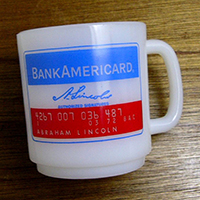 BANKAMERICARD.
A. Lincoln
AUTHORIZED SIGNATURE
4267 007 036 487
ABRAHAM LINCOLN